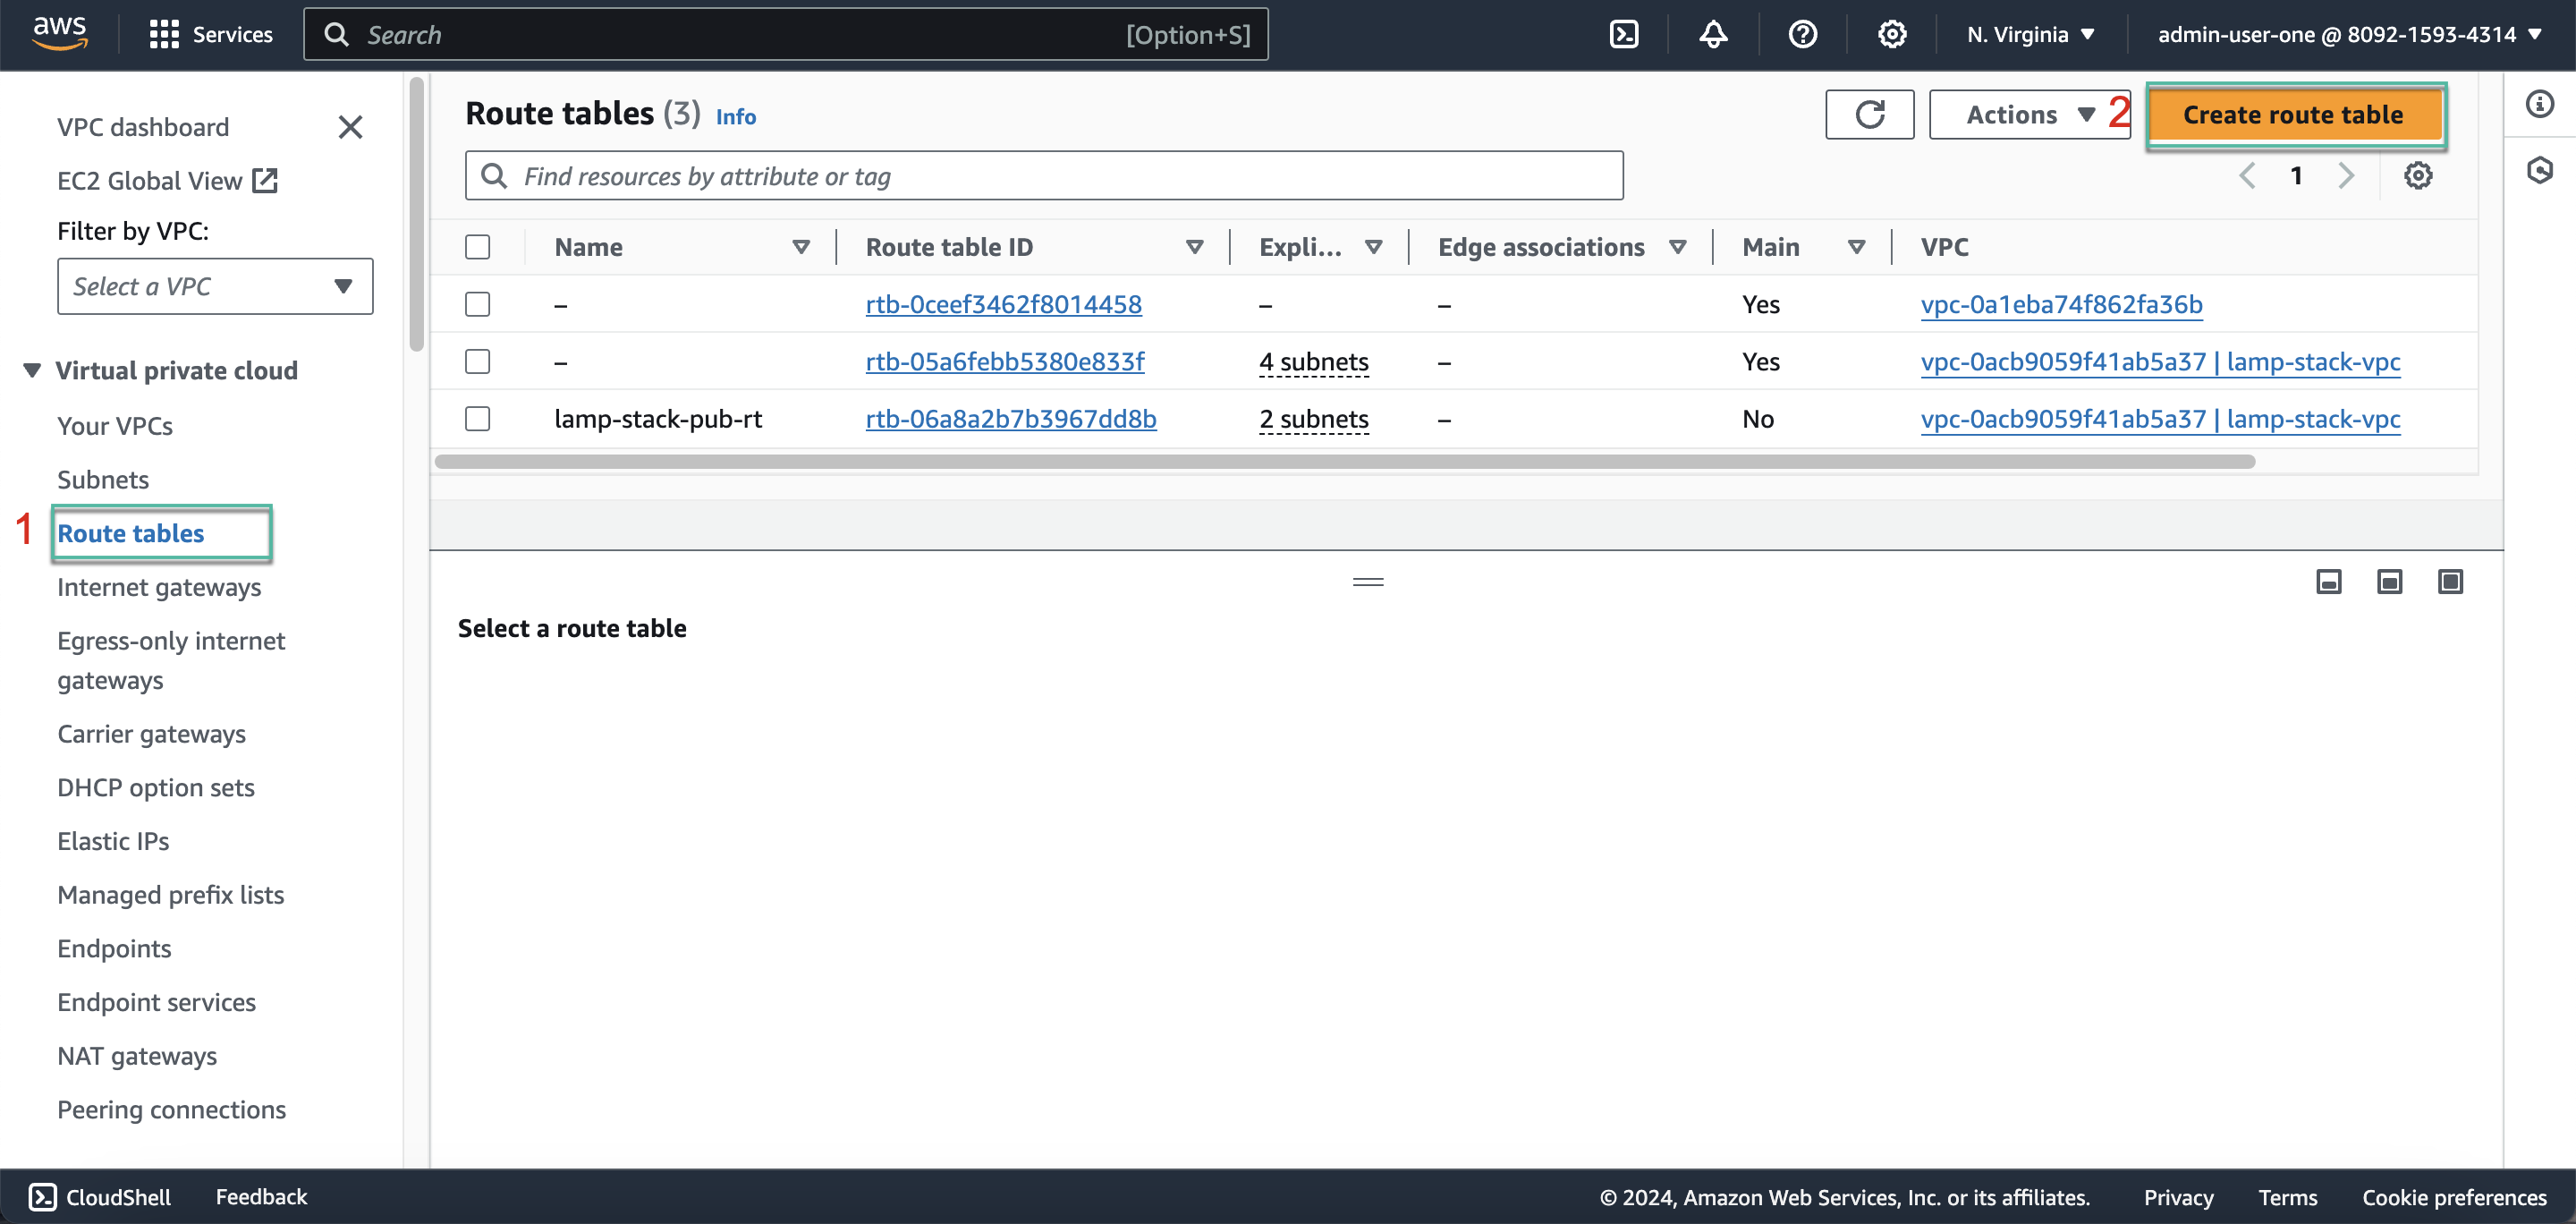 aws Services Search [Option+S] N. Virginia admin-user-one @ 8092-1593-4314
VPC dashboard
EC2 Global View
Filter by VPC:
Select a VPC
Virtual private cloud
Your VPCs
Subnets
1 Route tables
Internet gateways
Egress-only internet
gateways
Carrier gateways
DHCP option sets
Elastic IPs
Managed prefix lists
Endpoints
Endpoint services
NAT gateways
Peering connections
Route tables (3) Info Actions 2 Create route table
Find resources by attribute or tag 1
Name Route table ID Expli... Edge associations Main VPC
– rtb-0ceef3462f8014458 – – Yes vpc-0a1eba74f862fa36b
– rtb-05a6febb5380e833f 4 subnets – Yes vpc-0acb9059f41ab5a37 | lamp-stack-vpc
lamp-stack-pub-rt rtb-06a8a2b7b3967dd8b 2 subnets – No vpc-0acb9059f41ab5a37 | lamp-stack-vpc
Select a route table
CloudShell Feedback © 2024, Amazon Web Services, Inc. or its affiliates. Privacy Terms Cookie preferences